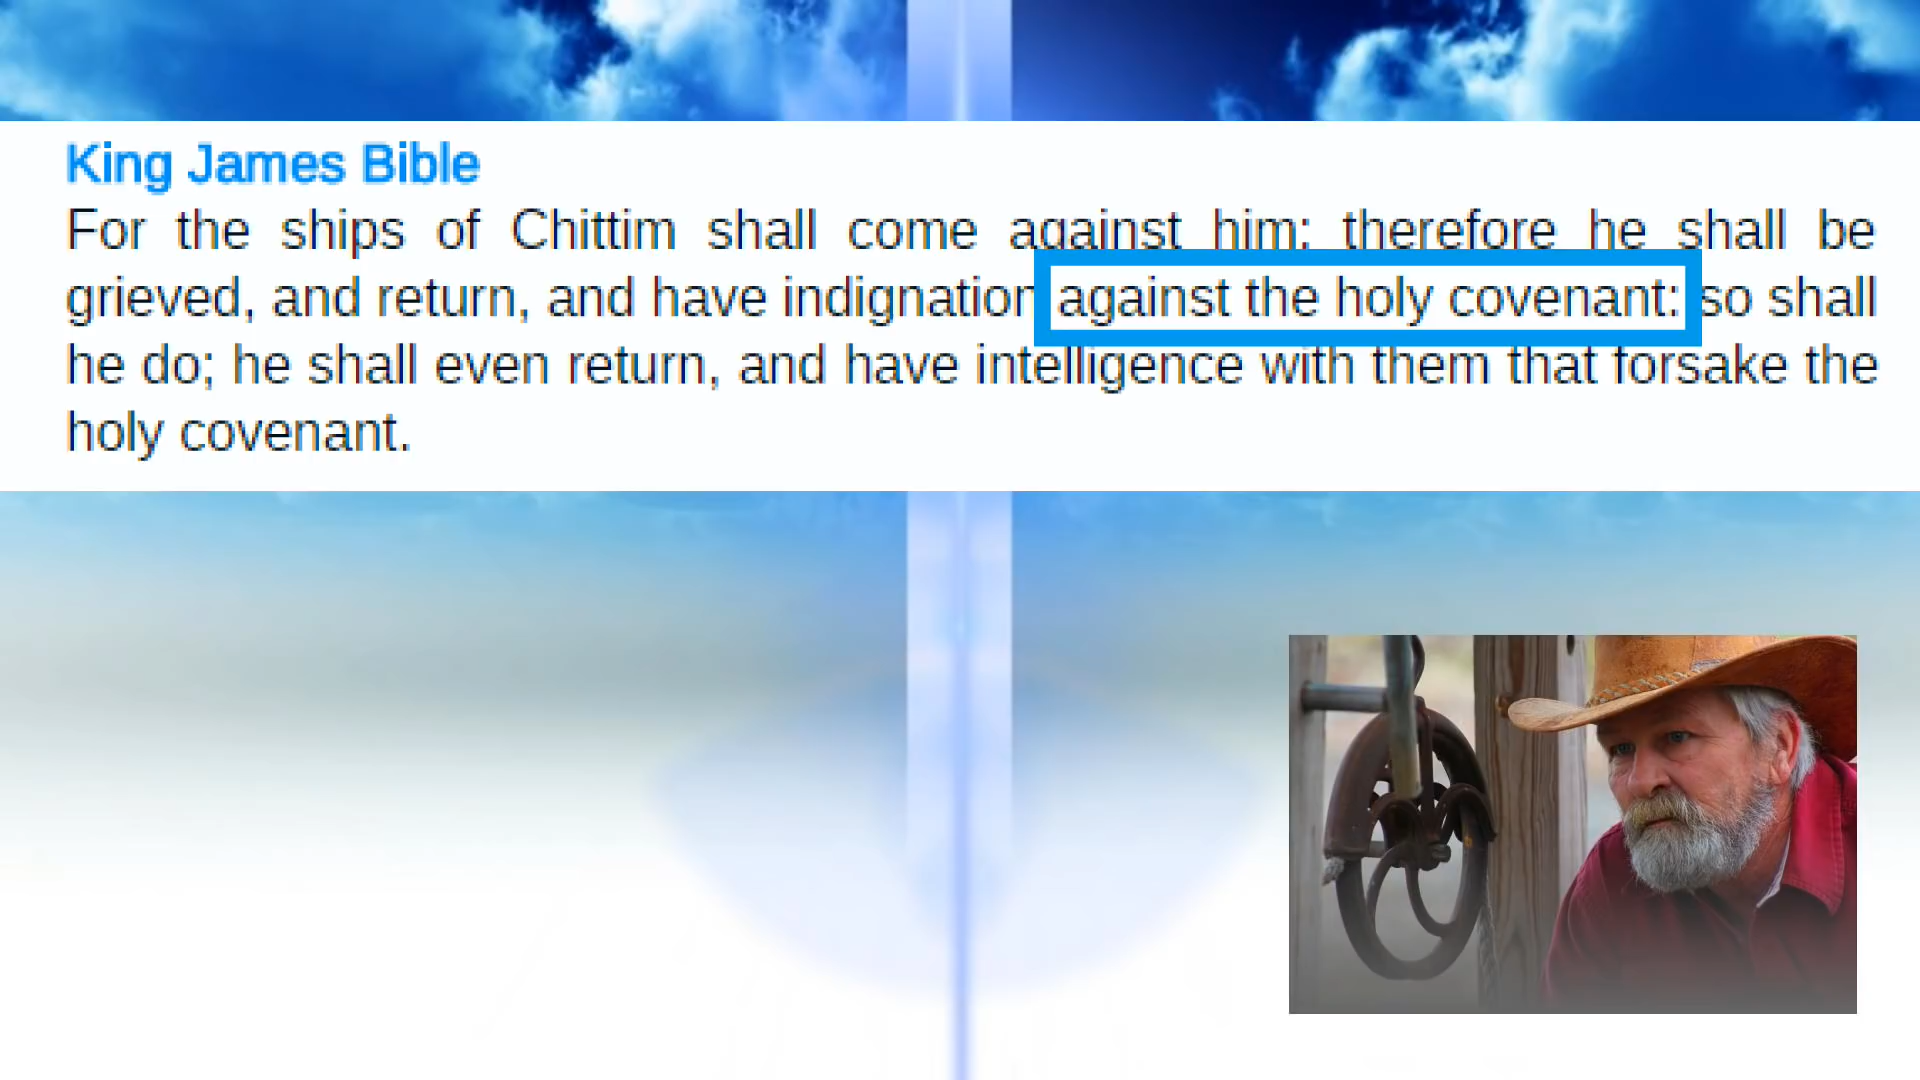 King James Bible
For the ships of Chittim shall come against him: therefore he shall be
grieved, and return, and have indignation against the holy covenant: so shall
he do; he shall even return, and have intelligence with them that forsake the
holy covenant.